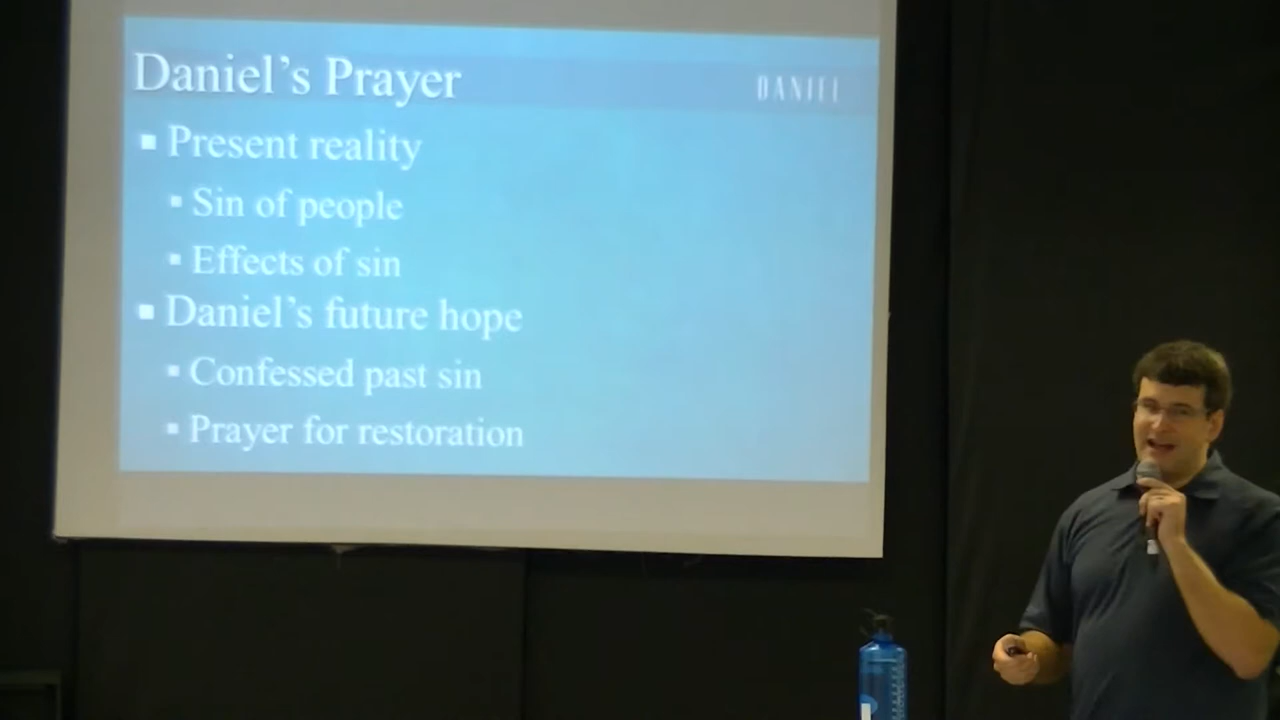 Daniel's Prayer
DANIEL
▪ Present reality
▪ Sin of people
▪ Effects of sin
▪ Daniel's future hope
▪ Confessed past sin
▪ Prayer for restoration